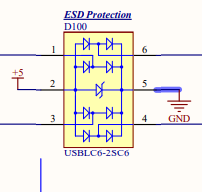 ESD Protection
D100
1 6
+5
2 5
GND
3 4
USBLC6-2SC6